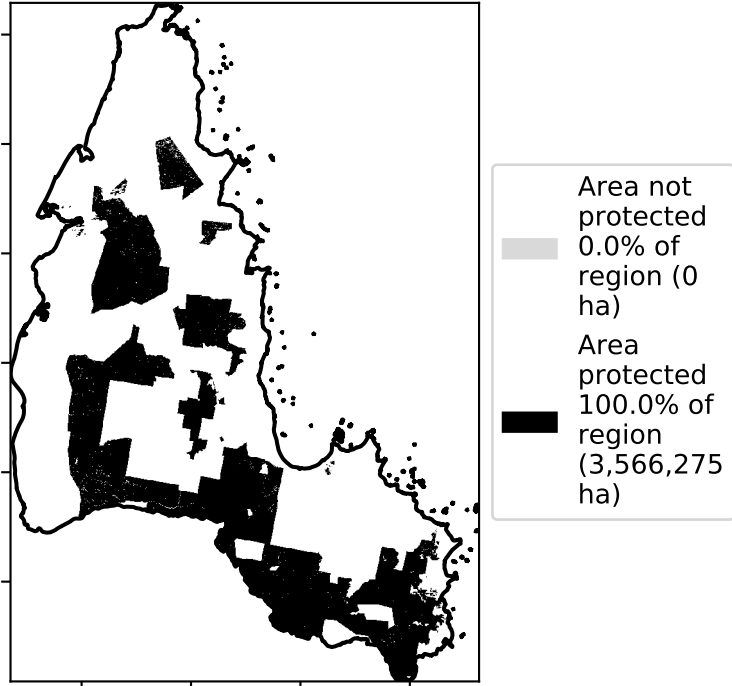 Area not
protected
0.0% of
region (0
ha)
Area
protected
100.0% of
region
(3,566,275
ha)